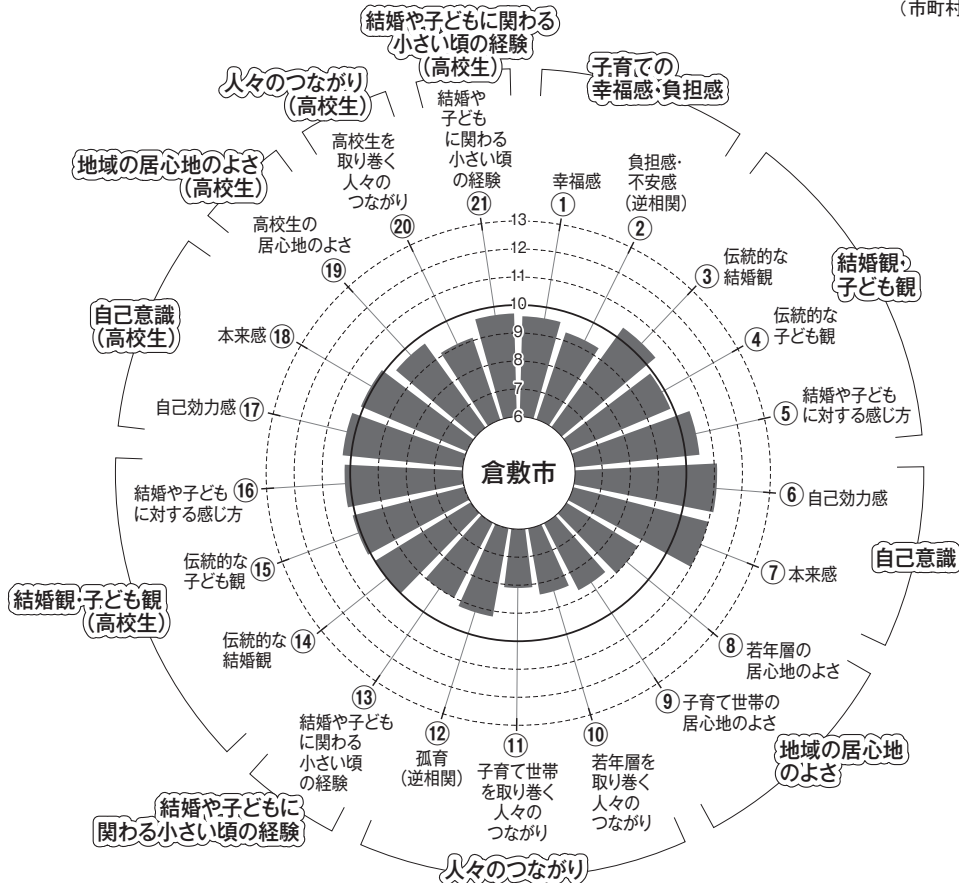 （市町村
結婚や子どもに関わる
小さい頃の経験
（高校生）
子育ての
幸福感・負担感
人々のつながり
（高校生）
地域の居心地のよさ
（高校生）
結婚観・
子ども観
自己意識
（高校生）
自己意識
結婚観・子ども観
（高校生）
地域の居心地
のよさ
結婚や子どもに
関わる小さい頃の経験
人々のつながり
幸福感
①
負担感・
不安感
（逆相関）
②
③ 伝統的な
結婚観
④ 伝統的な
子ども観
⑤ 結婚や子ども
に対する感じ方
⑥ 自己効力感
⑦ 本来感
⑧ 若年層の
居心地のよさ
⑨ 子育て世帯の
居心地のよさ
⑩
若年層を
取り巻く
人々の
つながり
⑪
子育て世帯
を取り巻く
人々の
つながり
⑫
孤育
（逆相関）
⑬
結婚や子ども
に関わる
小さい頃
の経験
伝統的な ⑭
結婚観
伝統的な
子ども観 ⑮
結婚や子ども ⑯
に対する感じ方
自己効力感 ⑰
本来感 ⑱
高校生の
居心地のよさ
⑲
高校生を
取り巻く
人々の
つながり
⑳
結婚や
子ども
に関わる
小さい頃
の経験
㉑
13
12
11
10
9
8
7
6
倉敷市